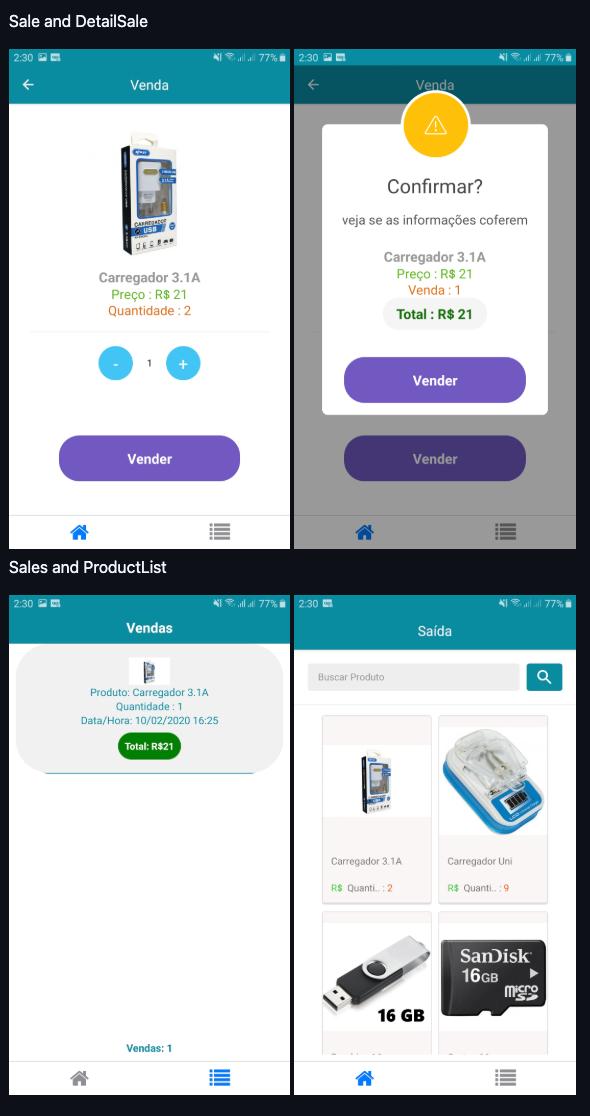 Sale and DetailSale
2:30 77%
Venda
CARREGADOR
USB
Carregador 3.1A
Preço : R$ 21
Quantidade : 2
- 1 +
Vender
2:30 77%
Venda
Confirmar?
veja se as informações coferem
Carregador 3.1A
Preço : R$ 21
Venda : 1
Total : R$ 21
Vender
Vender
Sales and ProductList
2:30 77%
Vendas
Produto: Carregador 3.1A
Quantidade : 1
Data/Hora: 10/02/2020 16:25
Total: R$21
Vendas: 1
2:30 77%
Saída
Buscar Produto
Carregador 3.1A
R$ Quanti.. : 2
Carregador Uni
R$ Quanti.. : 9
16 GB
SanDisk
16GB
micro
SD